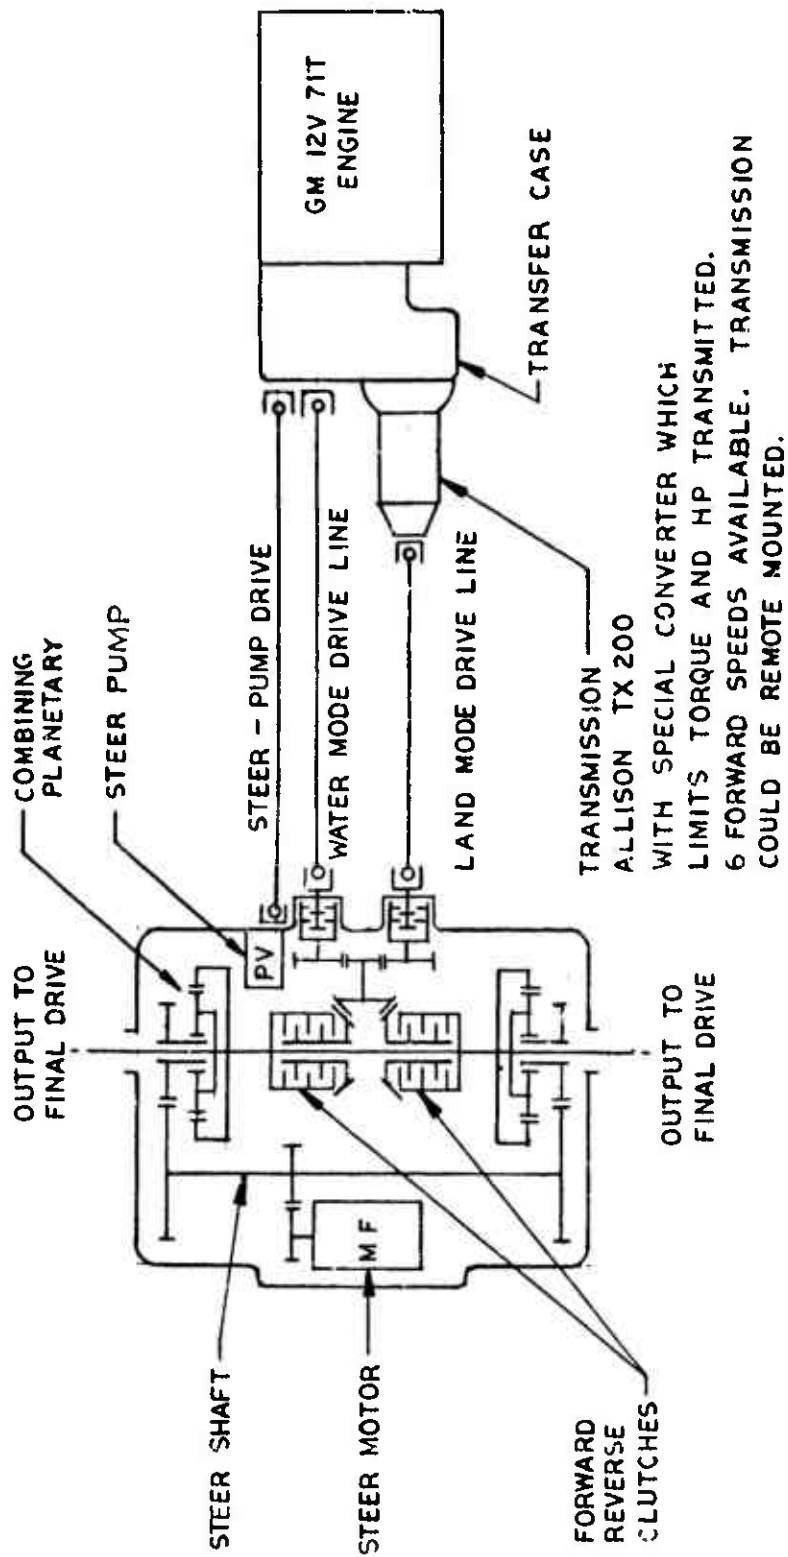 OUTPUT TO
FINAL DRIVE
COMBINING
PLANETARY
STEER PUMP
STEER - PUMP DRIVE
WATER MODE DRIVE LINE
LAND MODE DRIVE LINE
GM 12V 71T
ENGINE
TRANSFER CASE
PV
MF
STEER SHAFT
STEER MOTOR
FORWARD
REVERSE
CLUTCHES
OUTPUT TO
FINAL DRIVE
TRANSMISSION
ALLISON TX 200
WITH SPECIAL CONVERTER WHICH
LIMITS TORQUE AND HP TRANSMITTED.
6 FORWARD SPEEDS AVAILABLE. TRANSMISSION
COULD BE REMOTE MOUNTED.